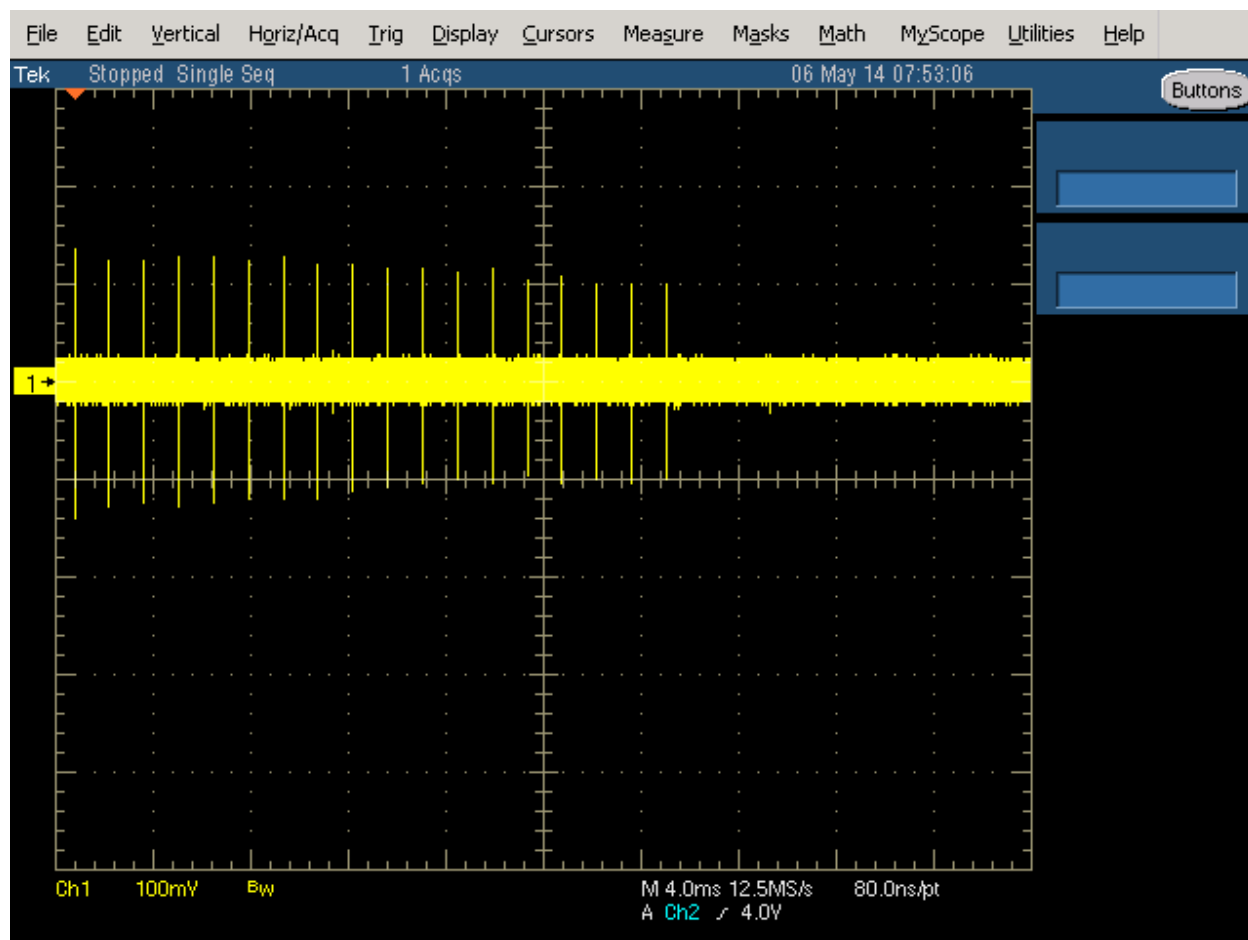 File Edit Vertical Horiz/Acq Trig Display Cursors Measure Masks Math MyScope Utilities Help
Tek Stopped Single Seq 1 Acqs 06 May 14 07:53:06
Buttons
1
Ch1 100mV Bw M 4.0ms 12.5MS/s 80.0ns/pt
A Ch2 4.0V